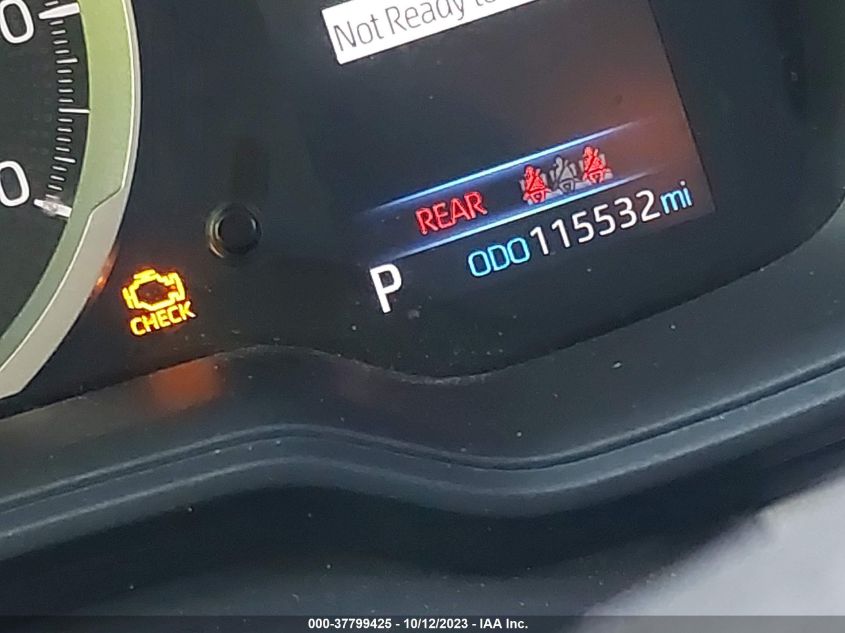 Not Ready
REAR
ODO 115532 mi
P
CHECK
000-37799425 - 10/12/2023 - IAA Inc.